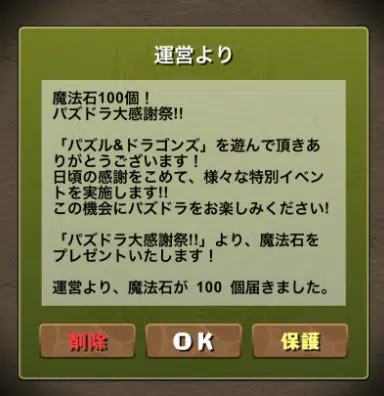 運営より
魔法石100個！
パズドラ大感謝祭!!
「パズル&ドラゴンズ」を遊んで頂きあ
りがとうございます！
日頃の感謝をこめて、様々な特別イベン
トを実施します!!
この機会にパズドラをお楽しみください!
「パズドラ大感謝祭!!」より、魔法石を
プレゼントいたします！
運営より、魔法石が 100 個届きました。
削除 OK 保護